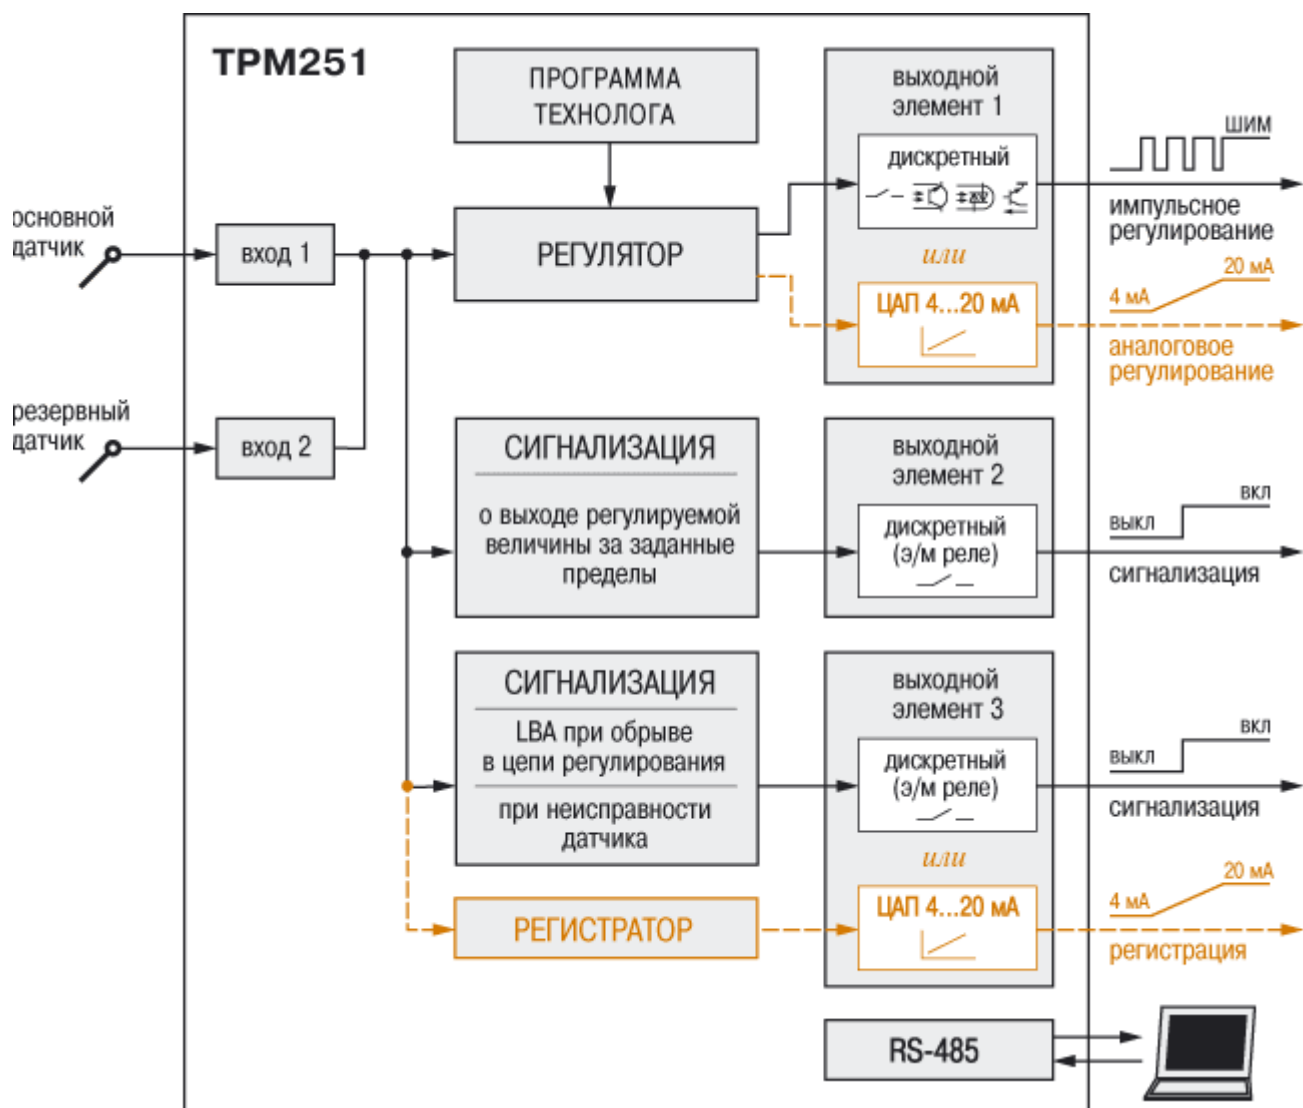 ТРМ251
ПРОГРАММА
ТЕХНОЛОГА
выходной
элемент 1
дискретный
ШИМ
импульсное
регулирование
основной
датчик
вход 1
РЕГУЛЯТОР
или
ЦАП 4...20 мА
4 мА
20 мА
аналоговое
регулирование
резервный
датчик
вход 2
СИГНАЛИЗАЦИЯ
о выходе регулируемой
величины за заданные
пределы
выходной
элемент 2
дискретный
(э/м реле)
выкл
вкл
сигнализация
СИГНАЛИЗАЦИЯ
LBA при обрыве
в цепи регулирования
при неисправности
датчика
выходной
элемент 3
дискретный
(э/м реле)
выкл
вкл
сигнализация
или
РЕГИСТРАТОР
ЦАП 4...20 мА
4 мА
20 мА
регистрация
RS-485